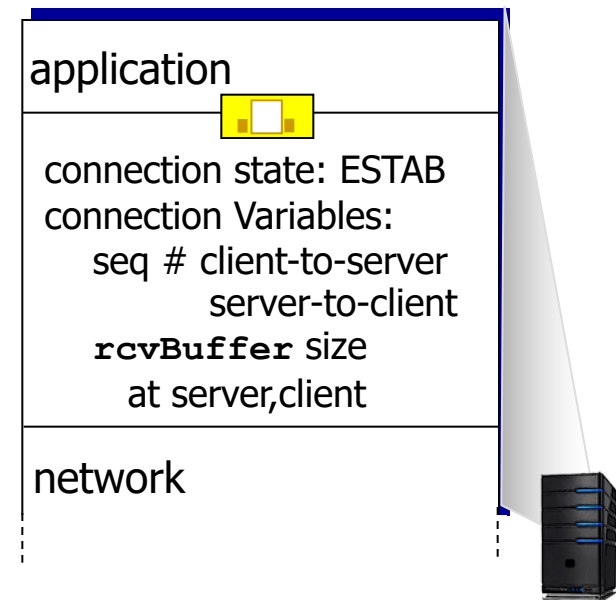 application
connection state: ESTAB
connection Variables:
seq # client-to-server
server-to-client
rcvBuffer size
at server,client
network